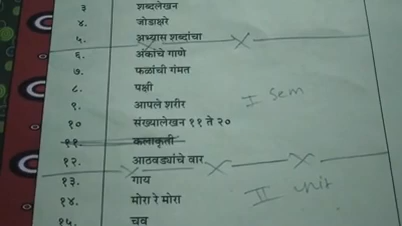 ३ शब्दलेखन
४. जोडाक्षरे
५. अभ्यास शब्दांचा
६. अंकांचे गाणे
७. फळांची गंमत
८. पक्षी
९. आपले शरीर
I Sem
१० संख्यालेखन ११ ते २०
११. कलाकृती
१२. आठवड्यांचे वार
१३. गाय
II unit
१४. मोरा रे मोरा
१५. चव